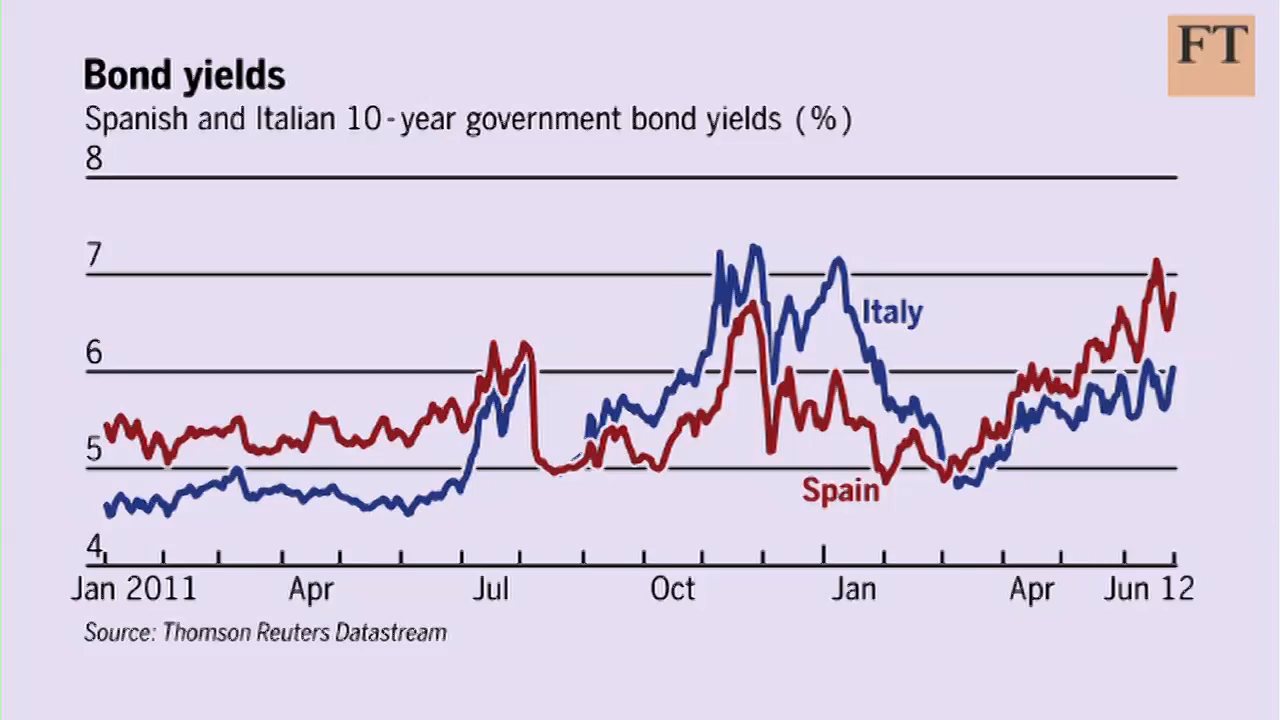 FT
Bond yields
Spanish and Italian 10-year government bond yields (%)
8
7
6
5
4
Italy
Spain
Jan 2011 Apr Jul Oct Jan Apr Jun 12
Source: Thomson Reuters Datastream